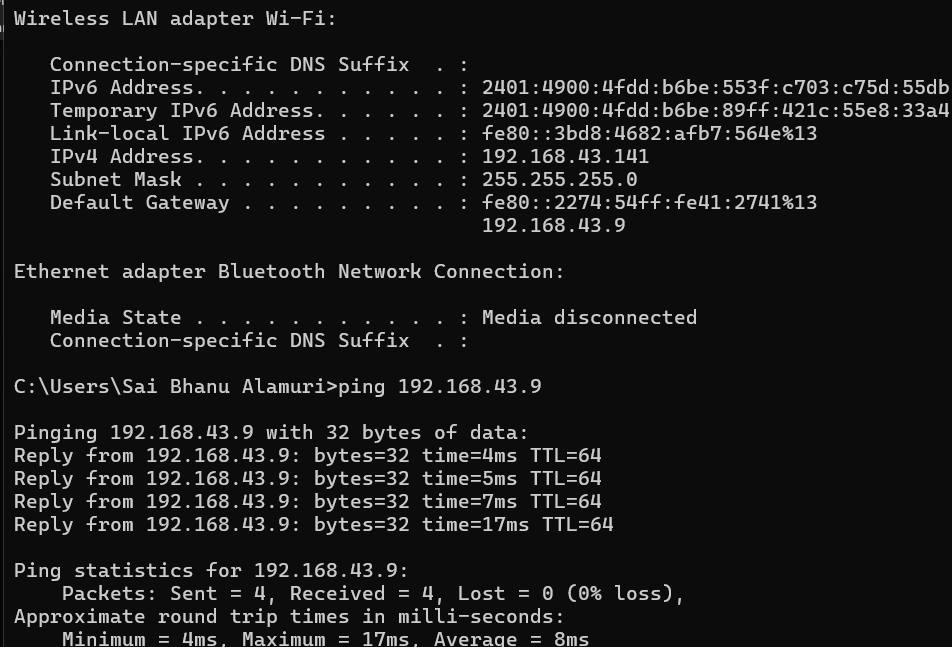 Wireless LAN adapter Wi-Fi:
Connection-specific DNS Suffix  . :
IPv6 Address. . . . . . . . . . . : 2401:4900:4fdd:b6be:553f:c703:c75d:55db
Temporary IPv6 Address. . . . . . : 2401:4900:4fdd:b6be:89ff:421c:55e8:33a4
Link-local IPv6 Address . . . . . : fe80::3bd8:4682:afb7:564e%13
IPv4 Address. . . . . . . . . . . : 192.168.43.141
Subnet Mask . . . . . . . . . . . : 255.255.255.0
Default Gateway . . . . . . . . . : fe80::2274:54ff:fe41:2741%13
192.168.43.9
Ethernet adapter Bluetooth Network Connection:
Media State . . . . . . . . . . . : Media disconnected
Connection-specific DNS Suffix  . :
C:\Users\Sai Bhanu Alamuri>ping 192.168.43.9
Pinging 192.168.43.9 with 32 bytes of data:
Reply from 192.168.43.9: bytes=32 time=4ms TTL=64
Reply from 192.168.43.9: bytes=32 time=5ms TTL=64
Reply from 192.168.43.9: bytes=32 time=7ms TTL=64
Reply from 192.168.43.9: bytes=32 time=17ms TTL=64
Ping statistics for 192.168.43.9:
Packets: Sent = 4, Received = 4, Lost = 0 (0% loss),
Approximate round trip times in milli-seconds:
Minimum = 4ms, Maximum = 17ms, Average = 8ms